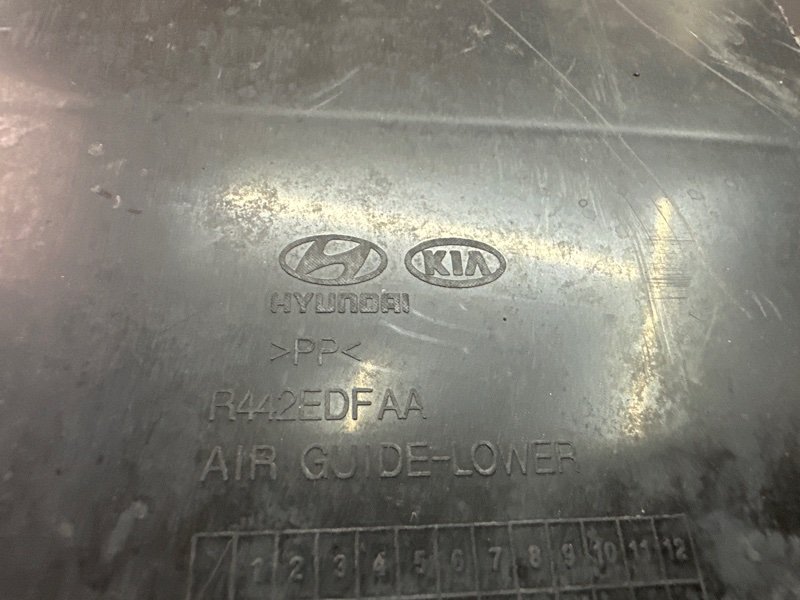 KIA
HYUNDAI
>PP<
R442EDFAA
AIR GUIDE-LOWER
1 2 3 4 5 6 7 8 9 10 11 12